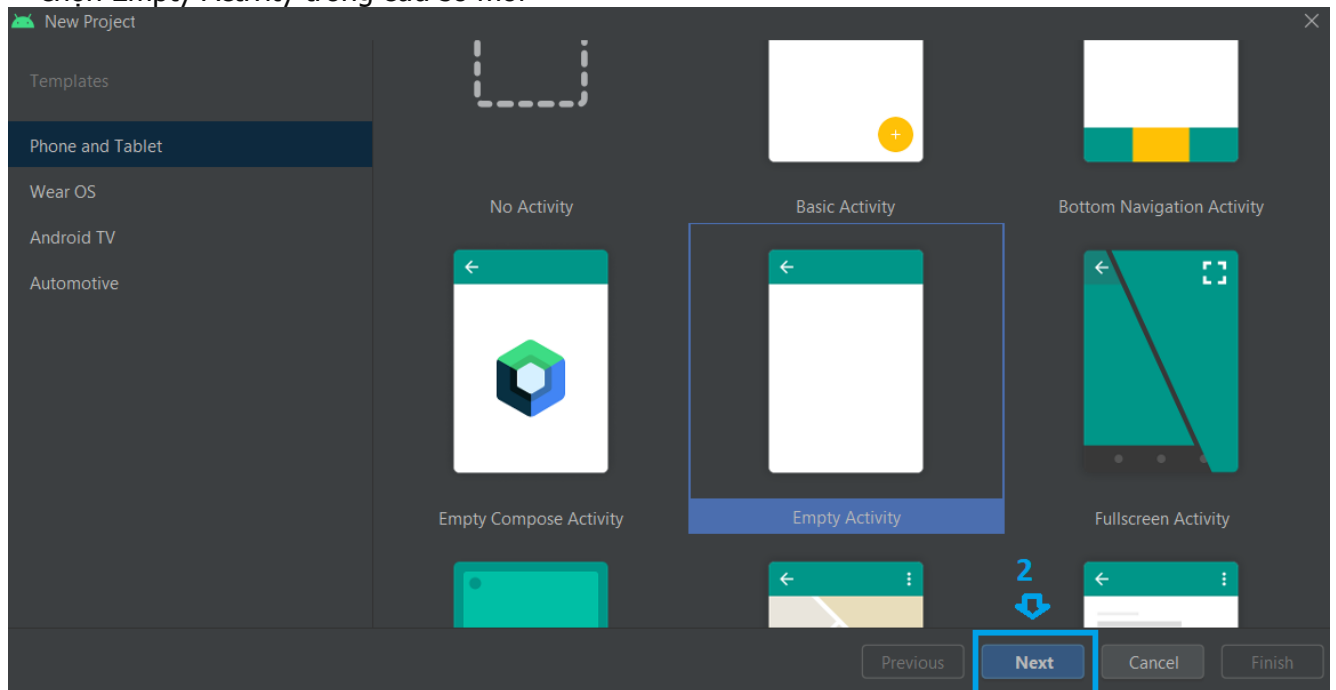 New Project
Templates
Phone and Tablet
Wear OS
Android TV
Automotive
No Activity
Basic Activity
Bottom Navigation Activity
Empty Compose Activity
Empty Activity
Fullscreen Activity
2
Previous
Next
Cancel
Finish